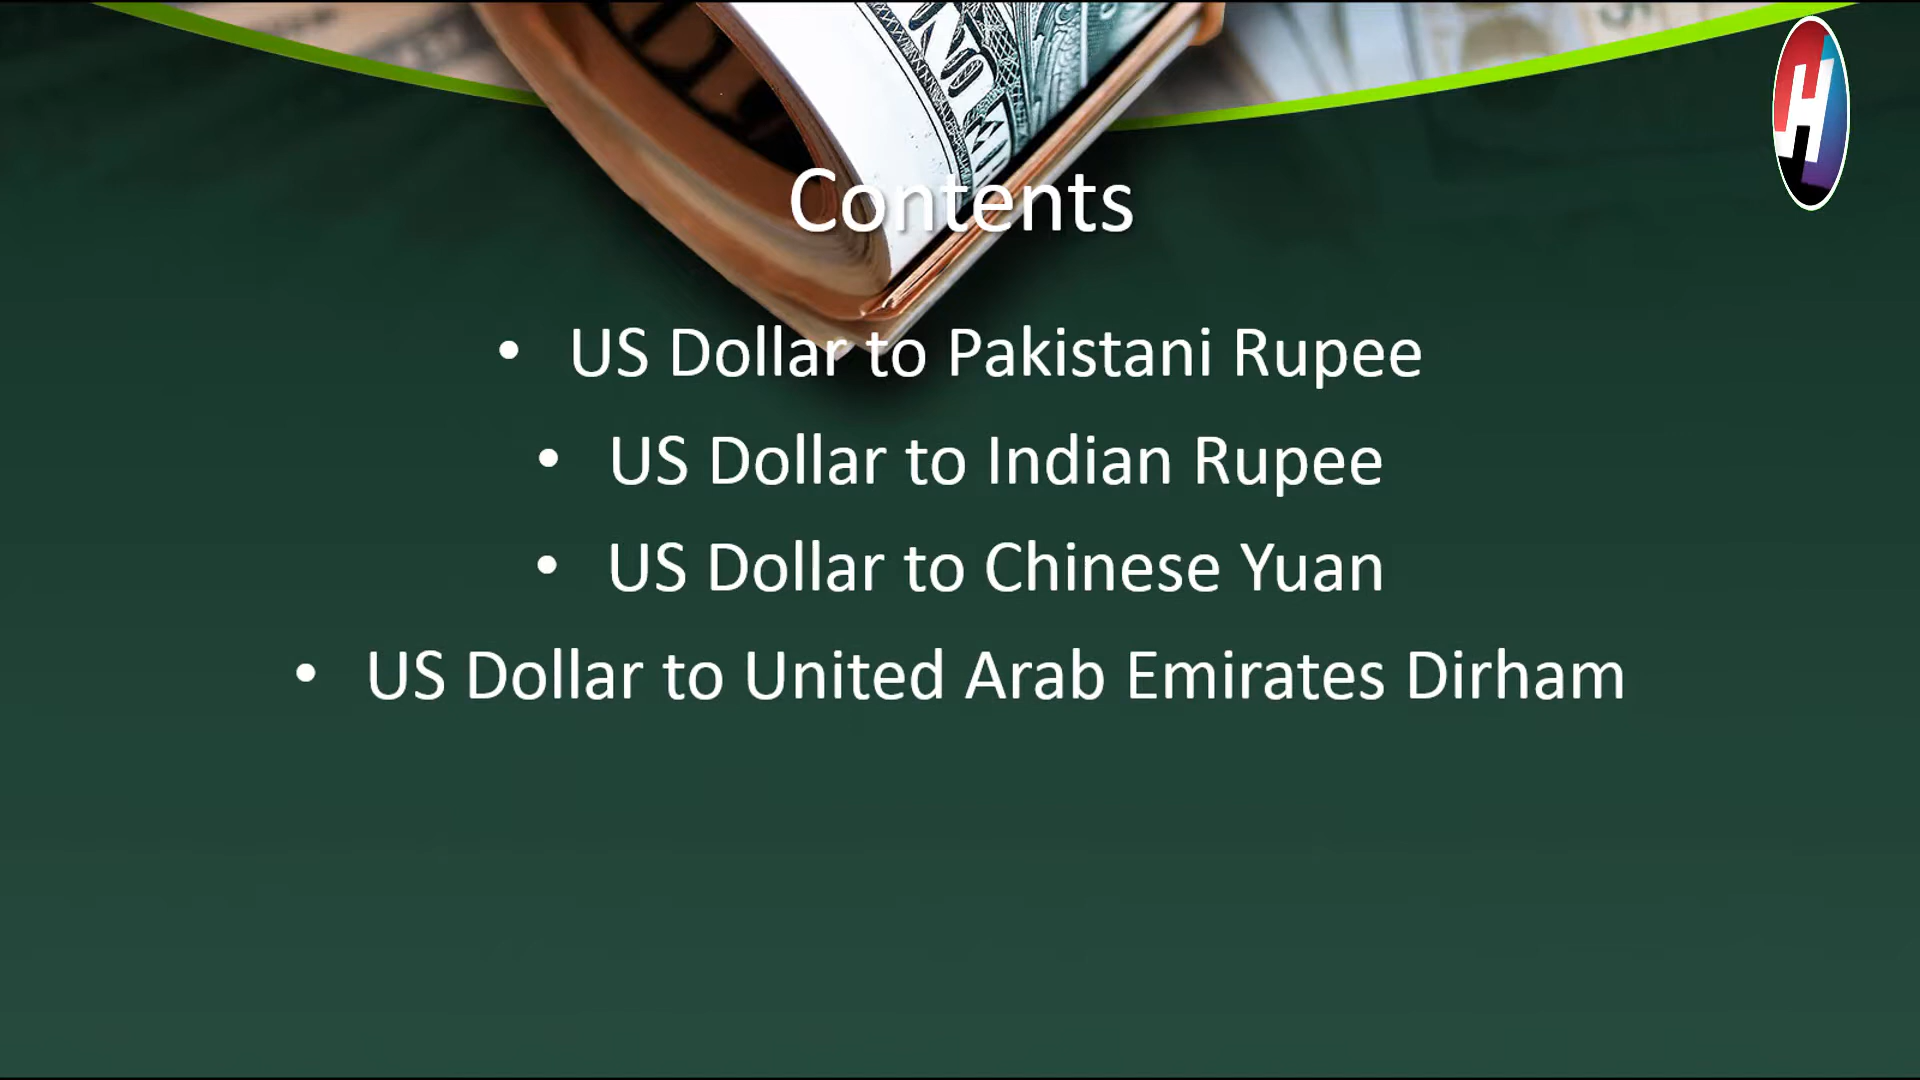 Contents
• US Dollar to Pakistani Rupee
• US Dollar to Indian Rupee
• US Dollar to Chinese Yuan
• US Dollar to United Arab Emirates Dirham
H